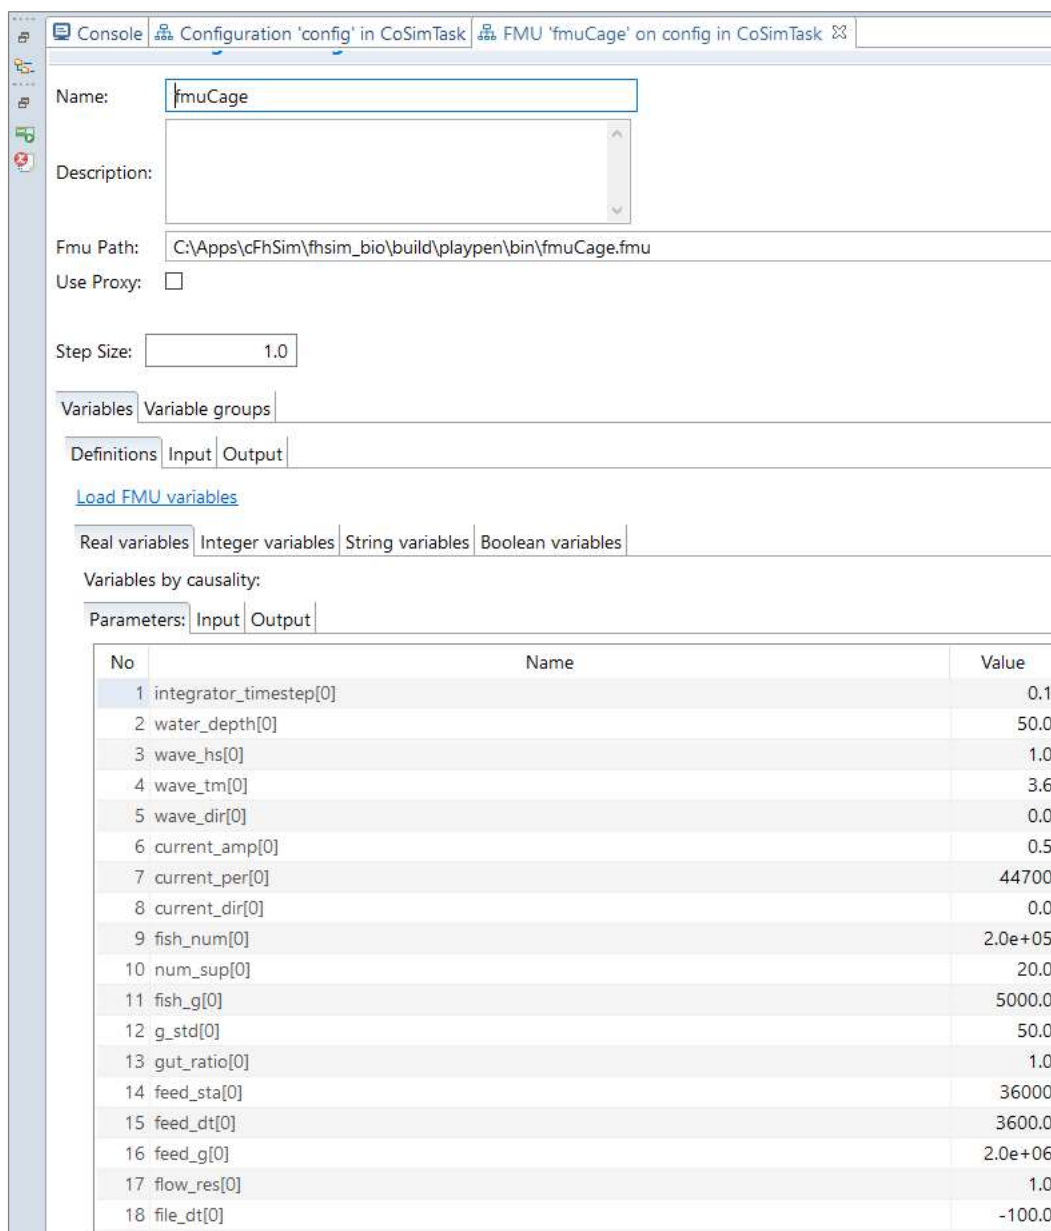 Console Configuration 'config' in CoSimTask FMU 'fmuCage' on config in CoSimTask
Name: fmuCage
Description:
Fmu Path: C:\Apps\cFhSim\fhsim_bio\build\playpen\bin\fmuCage.fmu
Use Proxy:
Step Size: 1.0
Variables Variable groups
Definitions Input Output
Load FMU variables
Real variables Integer variables String variables Boolean variables
Variables by causality:
Parameters: Input Output
No Name Value
1 integrator_timestep[0] 0.1
2 water_depth[0] 50.0
3 wave_hs[0] 1.0
4 wave_tm[0] 3.6
5 wave_dir[0] 0.0
6 current_amp[0] 0.5
7 current_per[0] 44700
8 current_dir[0] 0.0
9 fish_num[0] 2.0e+05
10 num_sup[0] 20.0
11 fish_g[0] 5000.0
12 g_std[0] 50.0
13 gut_ratio[0] 1.0
14 feed_sta[0] 36000
15 feed_dt[0] 3600.0
16 feed_g[0] 2.0e+06
17 flow_res[0] 1.0
18 file_dt[0] -100.0